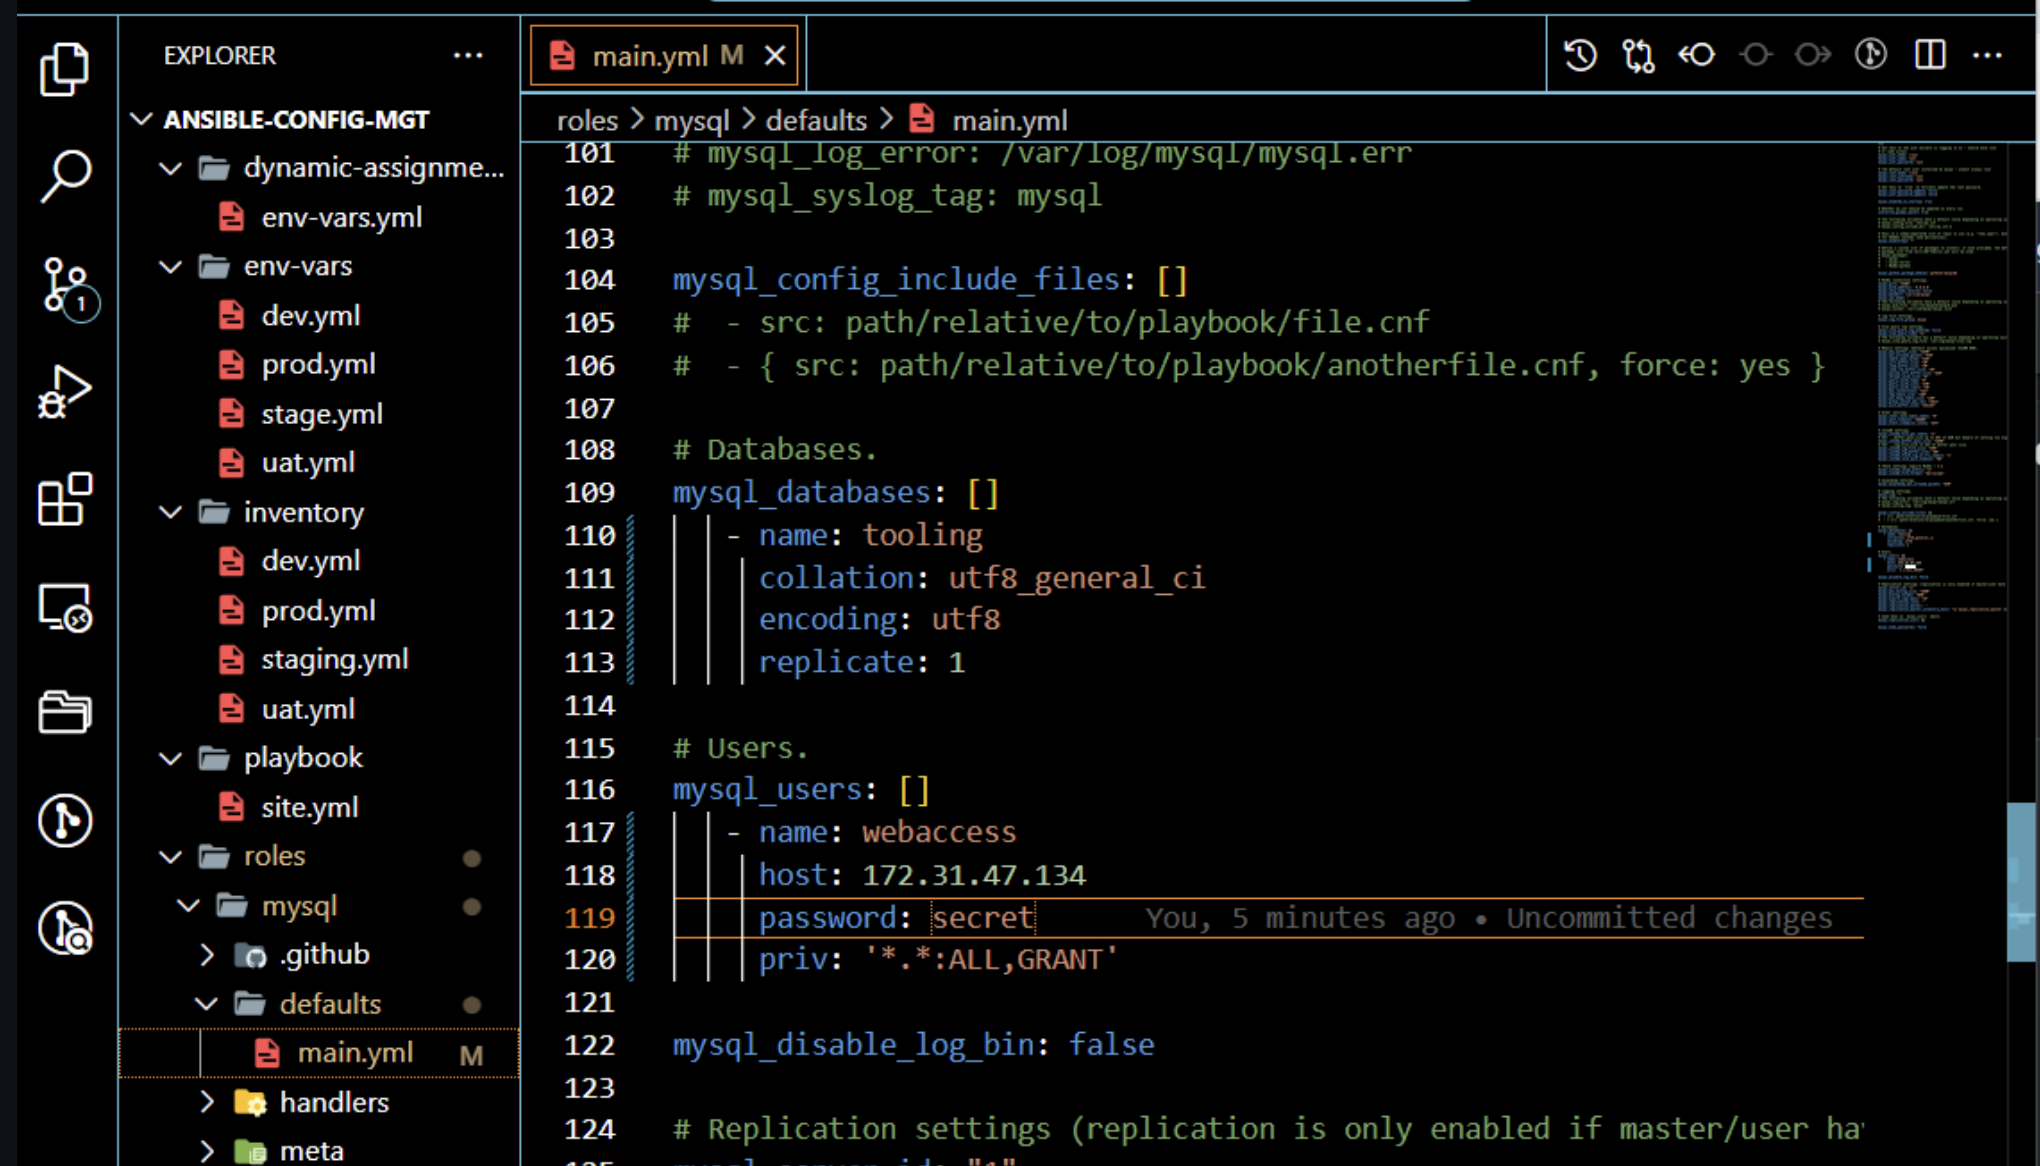 EXPLORER
ANSIBLE-CONFIG-MGT
dynamic-assignme...
env-vars.yml
env-vars
dev.yml
prod.yml
stage.yml
uat.yml
inventory
dev.yml
prod.yml
staging.yml
uat.yml
playbook
site.yml
roles
mysql
.github
defaults
main.yml M
handlers
meta
1
main.yml M
roles > mysql > defaults > main.yml
101 # mysql_log_error: /var/log/mysql/mysql.err
102 # mysql_syslog_tag: mysql
103
104 mysql_config_include_files: []
105 #  - src: path/relative/to/playbook/file.cnf
106 #  - { src: path/relative/to/playbook/anotherfile.cnf, force: yes }
107
108 # Databases.
109 mysql_databases: []
110 - name: tooling
111 collation: utf8_general_ci
112 encoding: utf8
113 replicate: 1
114
115 # Users.
116 mysql_users: []
117 - name: webaccess
118 host: 172.31.47.134
119 password: secret You, 5 minutes ago • Uncommitted changes
120 priv: '*.*:ALL,GRANT'
121
122 mysql_disable_log_bin: false
123
124 # Replication settings (replication is only enabled if master/user